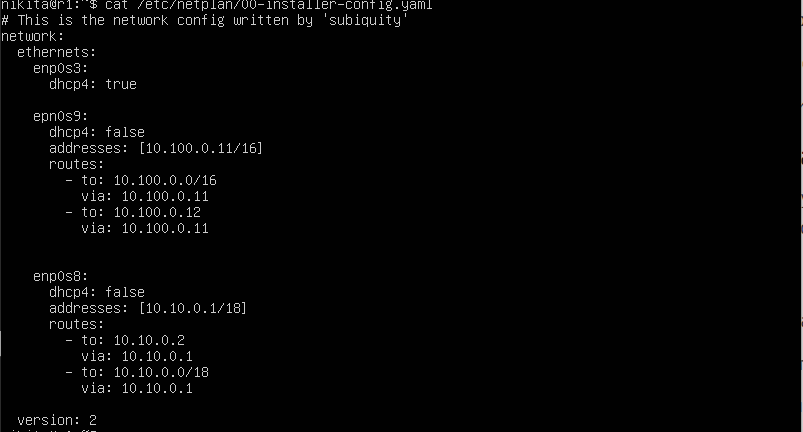 nikita@r1:~$ cat /etc/netplan/00-installer-config.yaml
# This is the network config written by 'subiquity'
network:
  ethernets:
    enp0s3:
      dhcp4: true

    epn0s9:
      dhcp4: false
      addresses: [10.100.0.11/16]
      routes:
        - to: 10.100.0.0/16
          via: 10.100.0.11
        - to: 10.100.0.12
          via: 10.100.0.11


    enp0s8:
      dhcp4: false
      addresses: [10.10.0.1/18]
      routes:
        - to: 10.10.0.2
          via: 10.10.0.1
        - to: 10.10.0.0/18
          via: 10.10.0.1

  version: 2